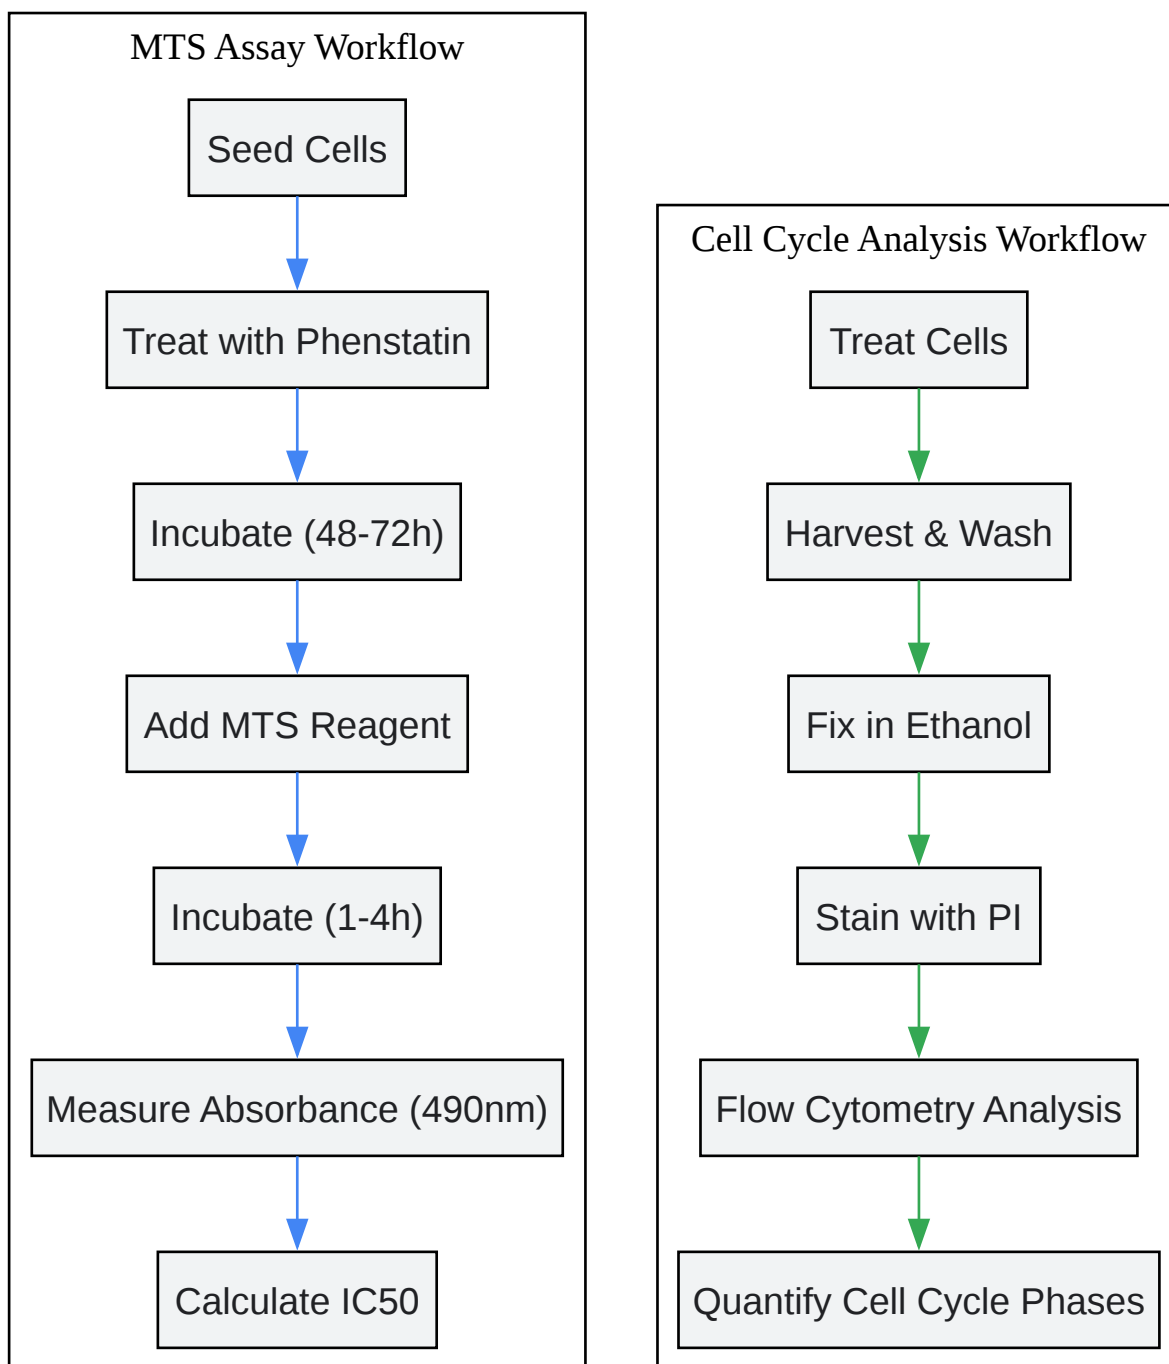 MTS Assay Workflow
Seed Cells
Treat with Phenstatin
Incubate (48-72h)
Add MTS Reagent
Incubate (1-4h)
Measure Absorbance (490nm)
Calculate IC50
Cell Cycle Analysis Workflow
Treat Cells
Harvest & Wash
Fix in Ethanol
Stain with PI
Flow Cytometry Analysis
Quantify Cell Cycle Phases